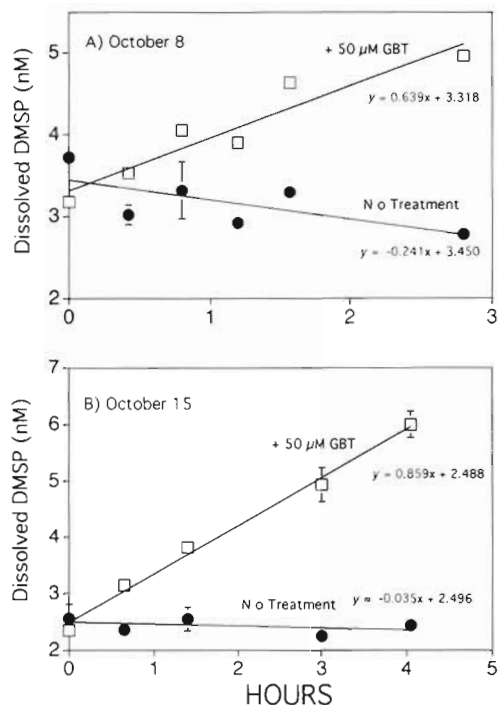 A) October 8
+ 50 μM GBT
y = 0.639x + 3.318
No Treatment
y = -0.241x + 3.450
Dissolved DMSP (nM)
5
4
3
2
0
1
2
3
B) October 15
+ 50 μM GBT
y = 0.859x + 2.488
No Treatment
y = -0.035x + 2.496
Dissolved DMSP (nM)
7
6
5
4
3
2
0
1
2
3
4
5
HOURS